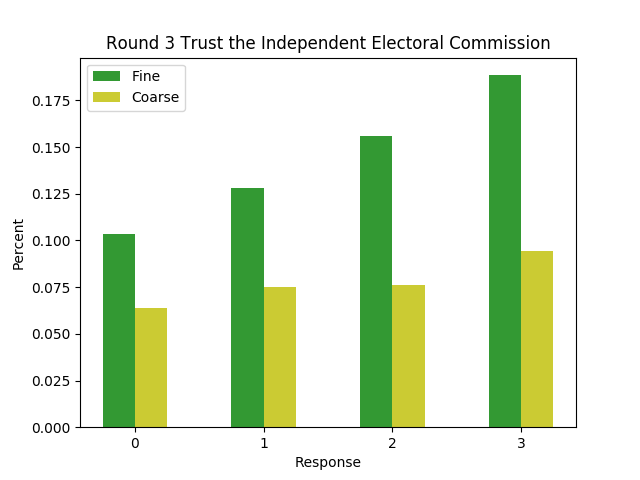 Round 3 Trust the Independent Electoral Commission
Fine
Coarse
0.175
0.150
0.125
0.100
0.075
0.050
0.025
0.000
Percent
0 1 2 3
Response